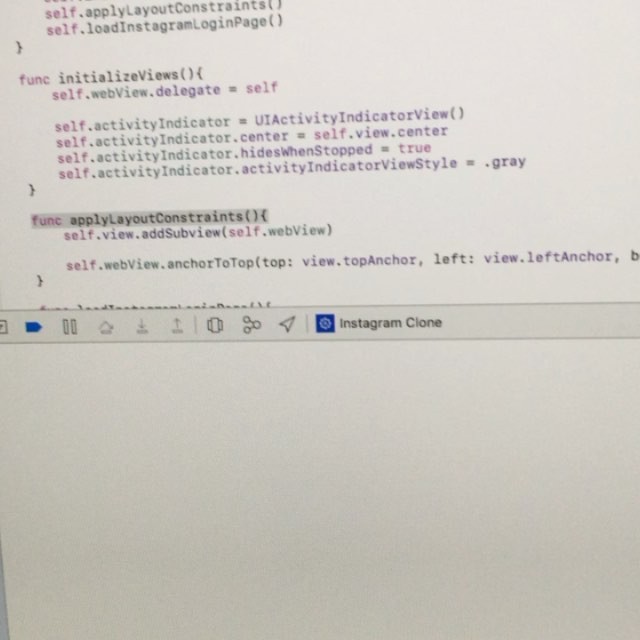 self.applyLayoutConstraints()
self.loadInstagramLoginPage()
}
func initializeViews(){
self.webView.delegate = self
self.activityIndicator = UIActivityIndicatorView()
self.activityIndicator.center = self.view.center
self.activityIndicator.hidesWhenStopped = true
self.activityIndicator.activityIndicatorViewStyle = .gray
}
func applyLayoutConstraints(){
self.view.addSubview(self.webView)
self.webView.anchorToTop(top: view.topAnchor, left: view.leftAnchor, b
}
Instagram Clone